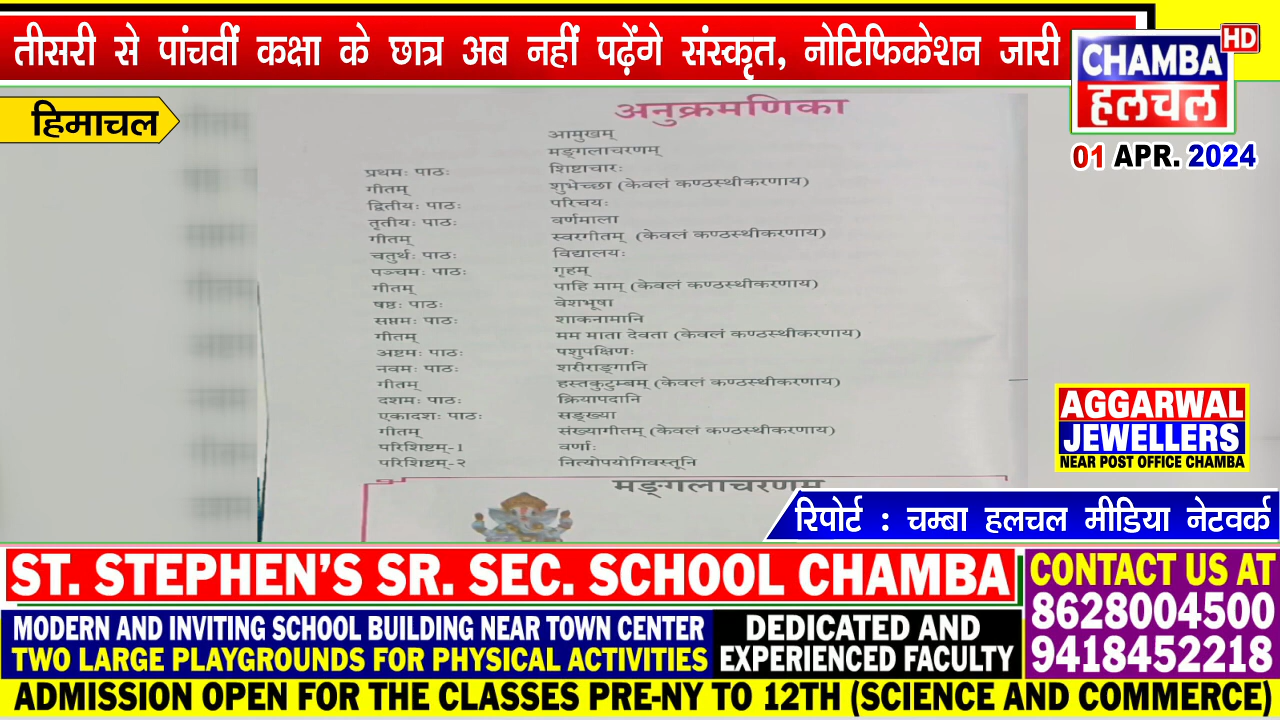 तीसरी से पांचवीं कक्षा के छात्र अब नहीं पढ़ेंगे संस्कृत, नोटिफिकेशन जारी
CHAMBA HD
हलचल
01 APR. 2024
हिमाचल
अनुक्रमणिका
आमुखम्
मङ्गलाचरणम्
प्रथमः पाठः शिष्टाचारः
गीतम् शुभेच्छा (केवलं कण्ठस्थीकरणाय)
द्वितीयः पाठः परिचयः
तृतीयः पाठः वर्णमाला
गीतम् स्वरगीतम् (केवलं कण्ठस्थीकरणाय)
चतुर्थः पाठः विद्यालयः
पञ्चमः पाठः गृहम्
गीतम् पाहि माम् (केवलं कण्ठस्थीकरणाय)
षष्ठः पाठः वेशभूषा
सप्तमः पाठः शाकनामानि
गीतम् मम माता देवता (केवलं कण्ठस्थीकरणाय)
अष्टमः पाठः पशुपक्षिणः
नवमः पाठः शरीराङ्गानि
गीतम् हस्तकुटुम्बम् (केवलं कण्ठस्थीकरणाय)
दशमः पाठः क्रियापदानि
एकादशः पाठः सङ्ख्या
गीतम् संख्यागीतम् (केवलं कण्ठस्थीकरणाय)
परिशिष्टम्-1 वर्णाः
परिशिष्टम्-२ नित्योपयोगिवस्तूनि
मङ्गलाचरणम्
AGGARWAL
JEWELLERS
NEAR POST OFFICE CHAMBA
रिपोर्ट : चम्बा हलचल मीडिया नेटवर्क
ST. STEPHEN'S SR. SEC. SCHOOL CHAMBA
MODERN AND INVITING SCHOOL BUILDING NEAR TOWN CENTER
TWO LARGE PLAYGROUNDS FOR PHYSICAL ACTIVITIES
DEDICATED AND
EXPERIENCED FACULTY
CONTACT US AT
8628004500
9418452218
ADMISSION OPEN FOR THE CLASSES PRE-NY TO 12TH (SCIENCE AND COMMERCE)